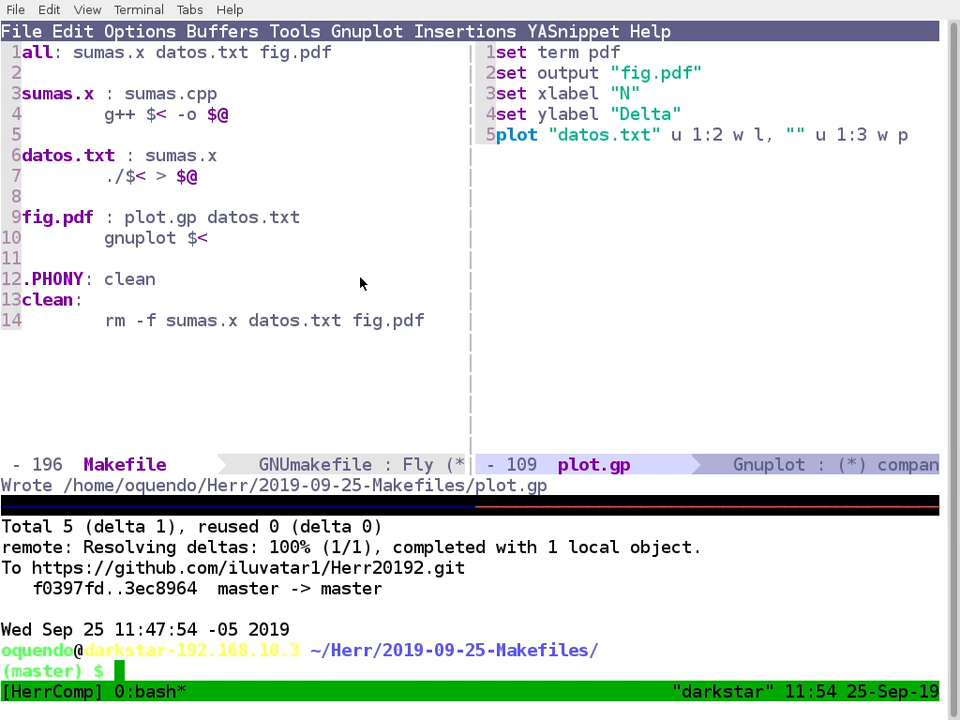 File Edit View Terminal Tabs Help
File Edit Options Buffers Tools Gnuplot Insertions YASnippet Help
1all: sumas.x datos.txt fig.pdf
2
3sumas.x : sumas.cpp
4 g++ $< -o $@
5
6datos.txt : sumas.x
7 ./$< > $@
8
9fig.pdf : plot.gp datos.txt
10 gnuplot $<
11
12.PHONY: clean
13clean:
14 rm -f sumas.x datos.txt fig.pdf
1set term pdf
2set output "fig.pdf"
3set xlabel "N"
4set ylabel "Delta"
5plot "datos.txt" u 1:2 w l, "" u 1:3 w p
- 196 Makefile GNUmakefile : Fly (*
- 109 plot.gp Gnuplot : (*) compan
Wrote /home/oquendo/Herr/2019-09-25-Makefiles/plot.gp
Total 5 (delta 1), reused 0 (delta 0)
remote: Resolving deltas: 100% (1/1), completed with 1 local object.
To https://github.com/iluvatar1/Herr20192.git
f0397fd..3ec8964 master -> master
Wed Sep 25 11:47:54 -05 2019
oquendo@darkstar-192.168.10.3 ~/Herr/2019-09-25-Makefiles/
(master) $
[HerrComp] 0:bash* "darkstar" 11:54 25-Sep-19